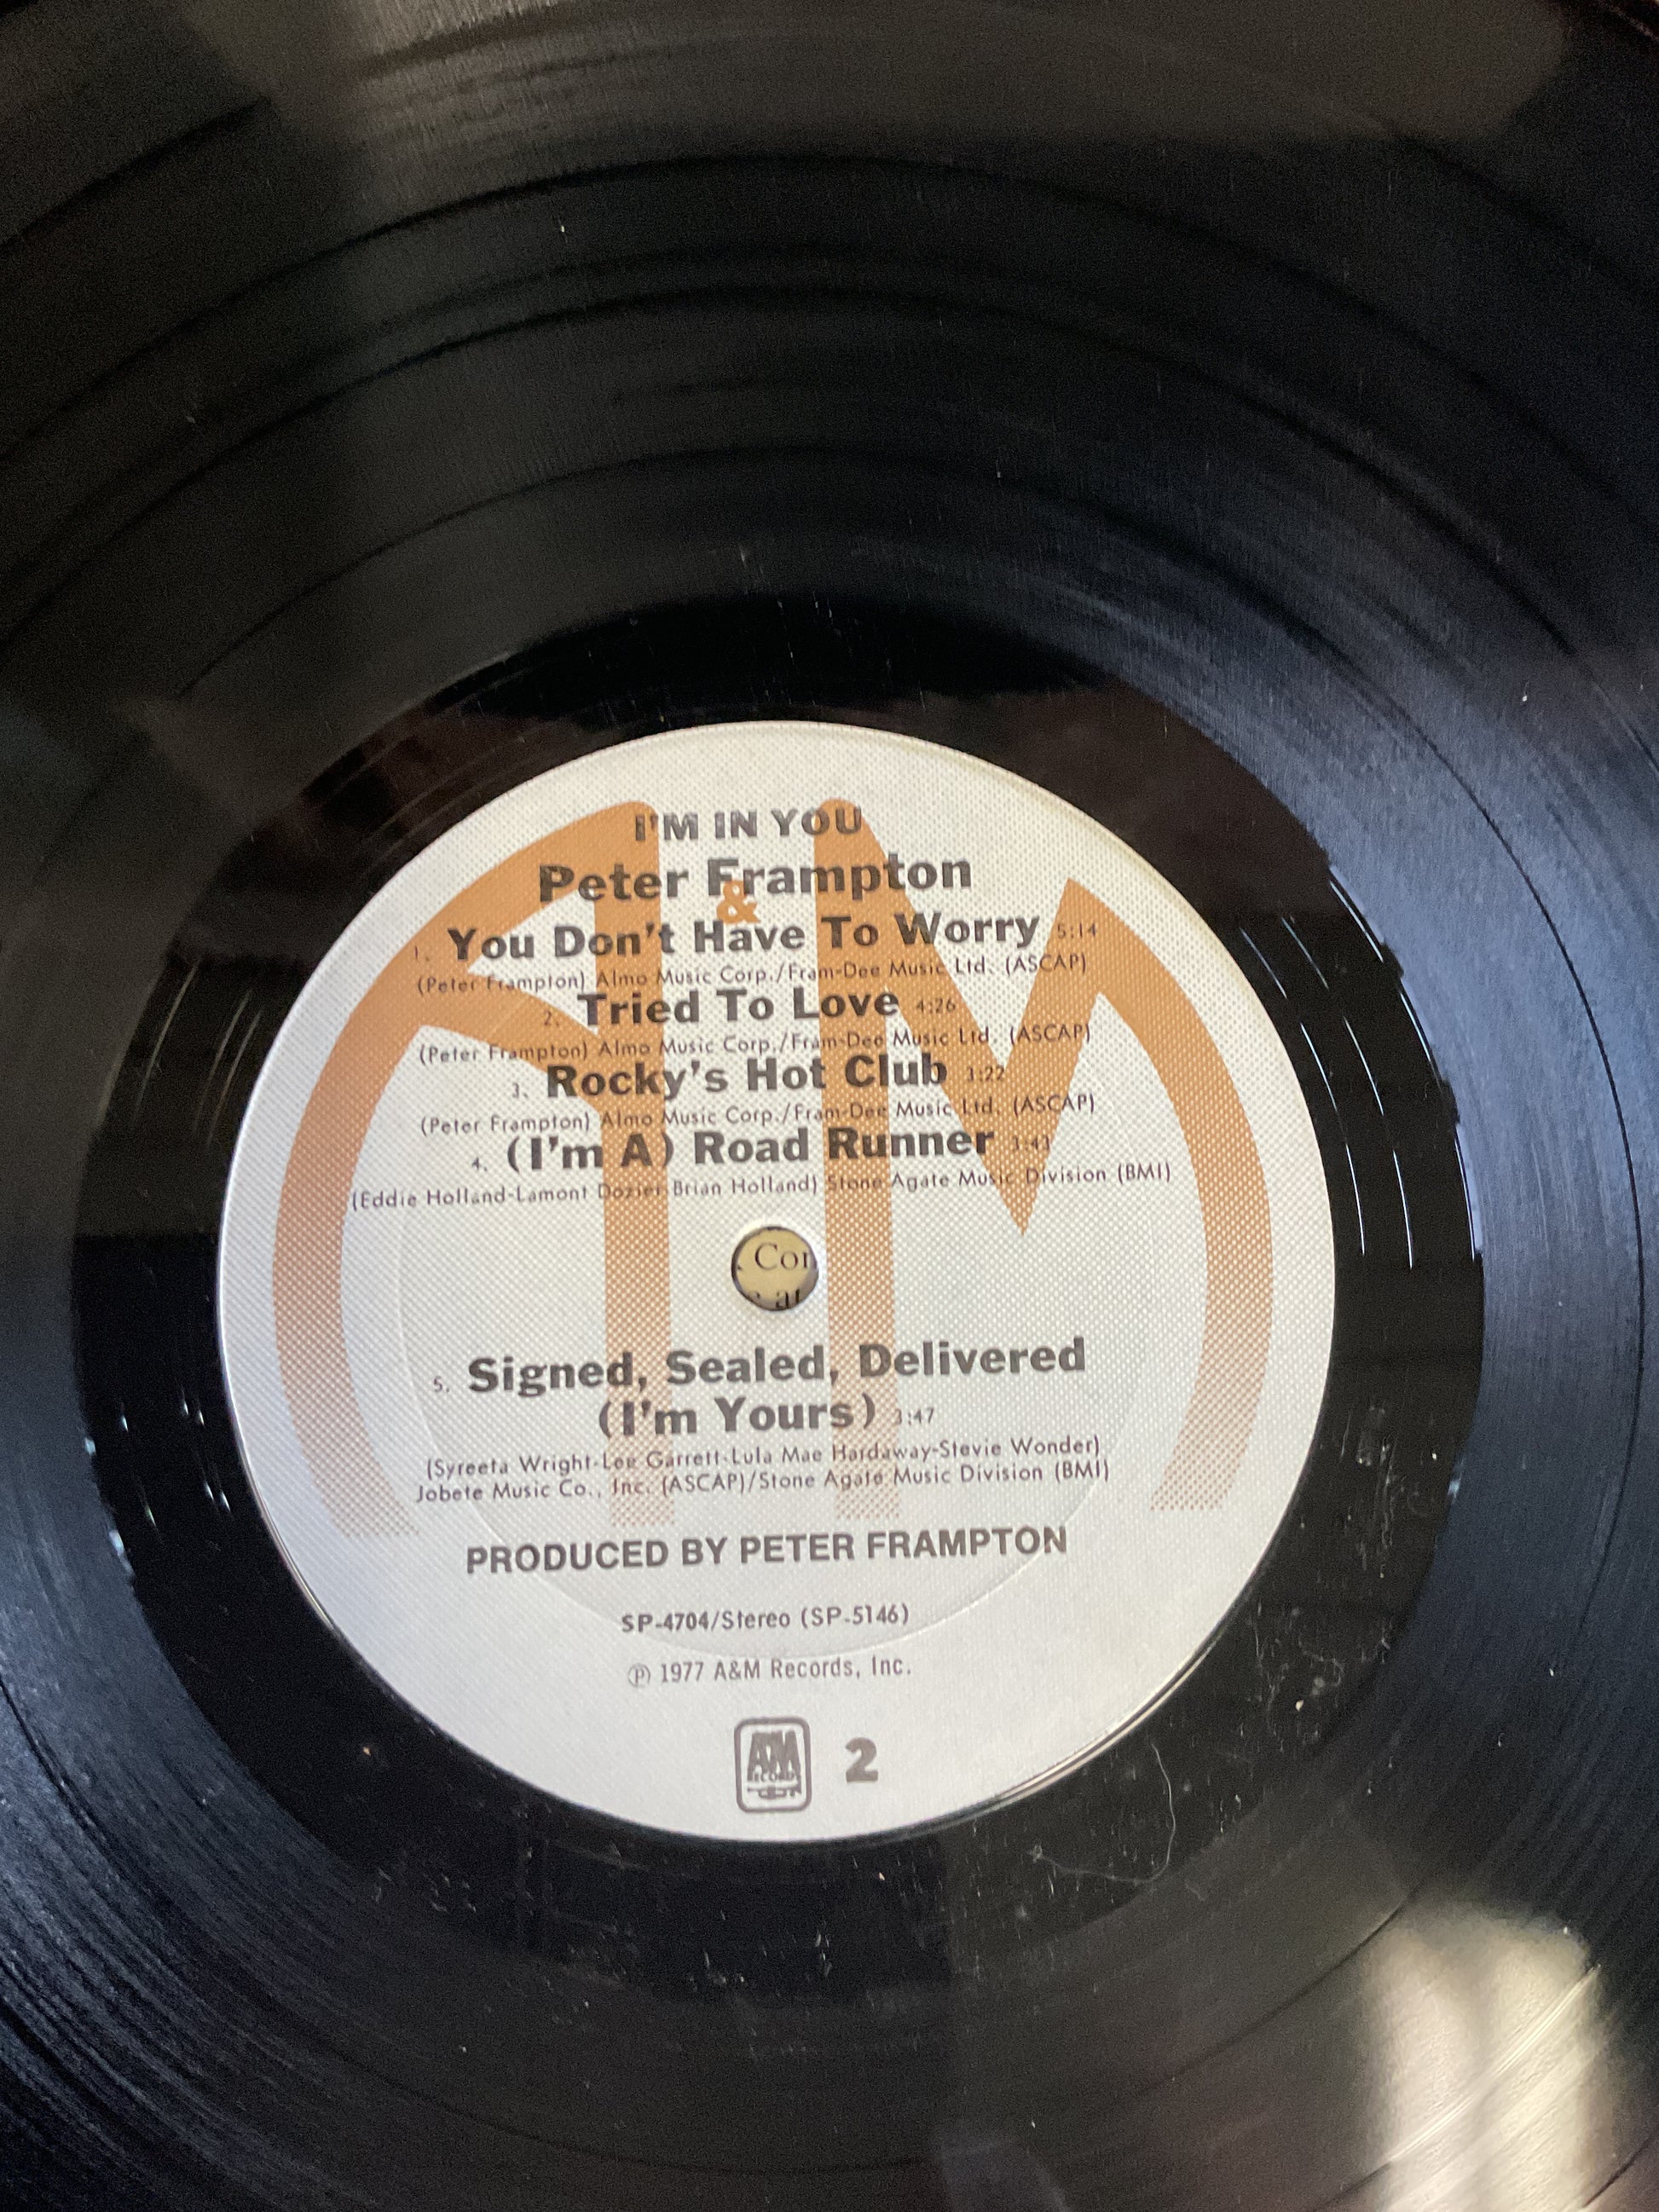 I'M IN YOU
Peter Frampton
&
1. You Don't Have To Worry 5:14
(Peter Frampton) Almo Music Corp./Fram-Dee Music Ltd. (ASCAP)
2. Tried To Love 4:26
(Peter Frampton) Almo Music Corp./Fram-Dee Music Ltd. (ASCAP)
3. Rocky's Hot Club 3:22
(Peter Frampton) Almo Music Corp./Fram-Dee Music Ltd. (ASCAP)
4. (I'm A) Road Runner
(Eddie Holland-Lamont Dozier-Brian Holland) Stone Agate Music Division (BMI)
5. Signed, Sealed, Delivered
(I'm Yours) 3:47
(Syreeta Wright-Lee Garrett-Lula Mae Hardaway-Stevie Wonder)
Jobete Music Co., Inc. (ASCAP)/Stone Agate Music Division (BMI)
PRODUCED BY PETER FRAMPTON
SP-4704/Stereo (SP-5146)
℗ 1977 A&M Records, Inc.
A&M
RECORDS
2